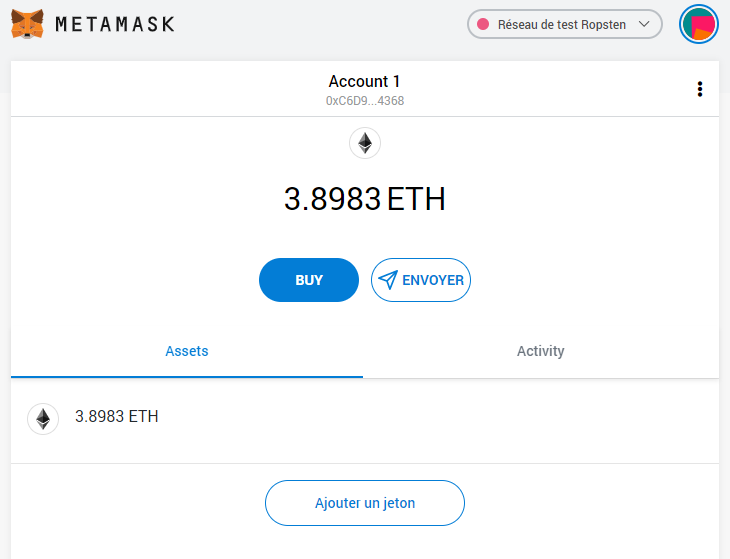 METAMASK
Réseau de test Ropsten
Account 1
0xC6D9...4368
3.8983 ETH
BUY
ENVOYER
Assets
Activity
3.8983 ETH
Ajouter un jeton